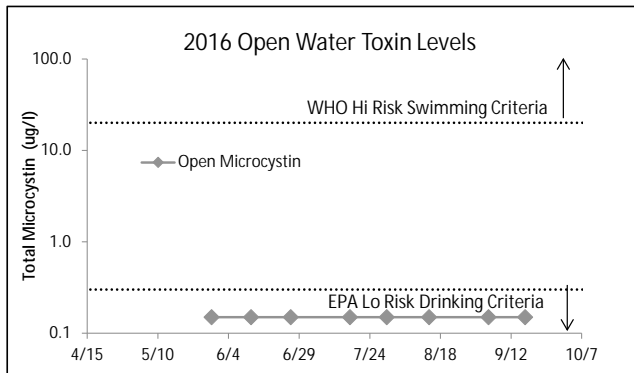 2016 Open Water Toxin Levels
Total Microcystin (ug/l)
100.0
10.0
1.0
0.1
WHO Hi Risk Swimming Criteria
Open Microcystin
EPA Lo Risk Drinking Criteria
4/15 5/10 6/4 6/29 7/24 8/18 9/12 10/7